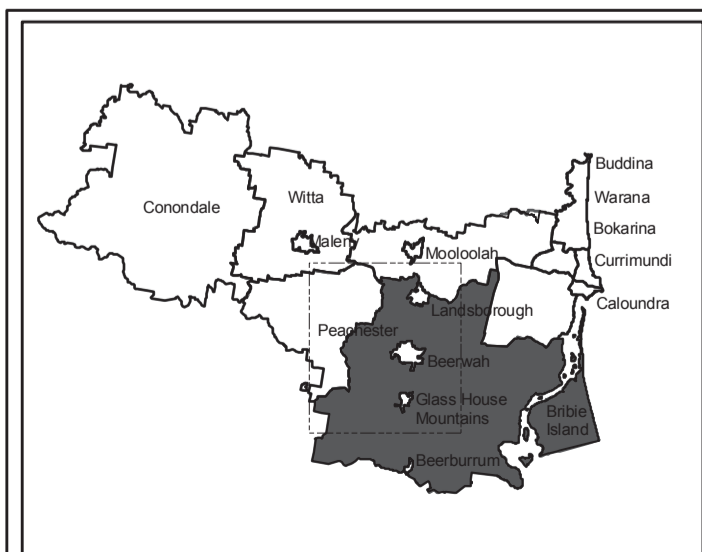 Buddina
Witta
Warana
Conondale
Bokarina
Maleny
Mooloolah
Currimundi
Caloundra
Landsborough
Peachester
Beerwah
Glass House
Mountains
Bribie
Island
Beerburrum